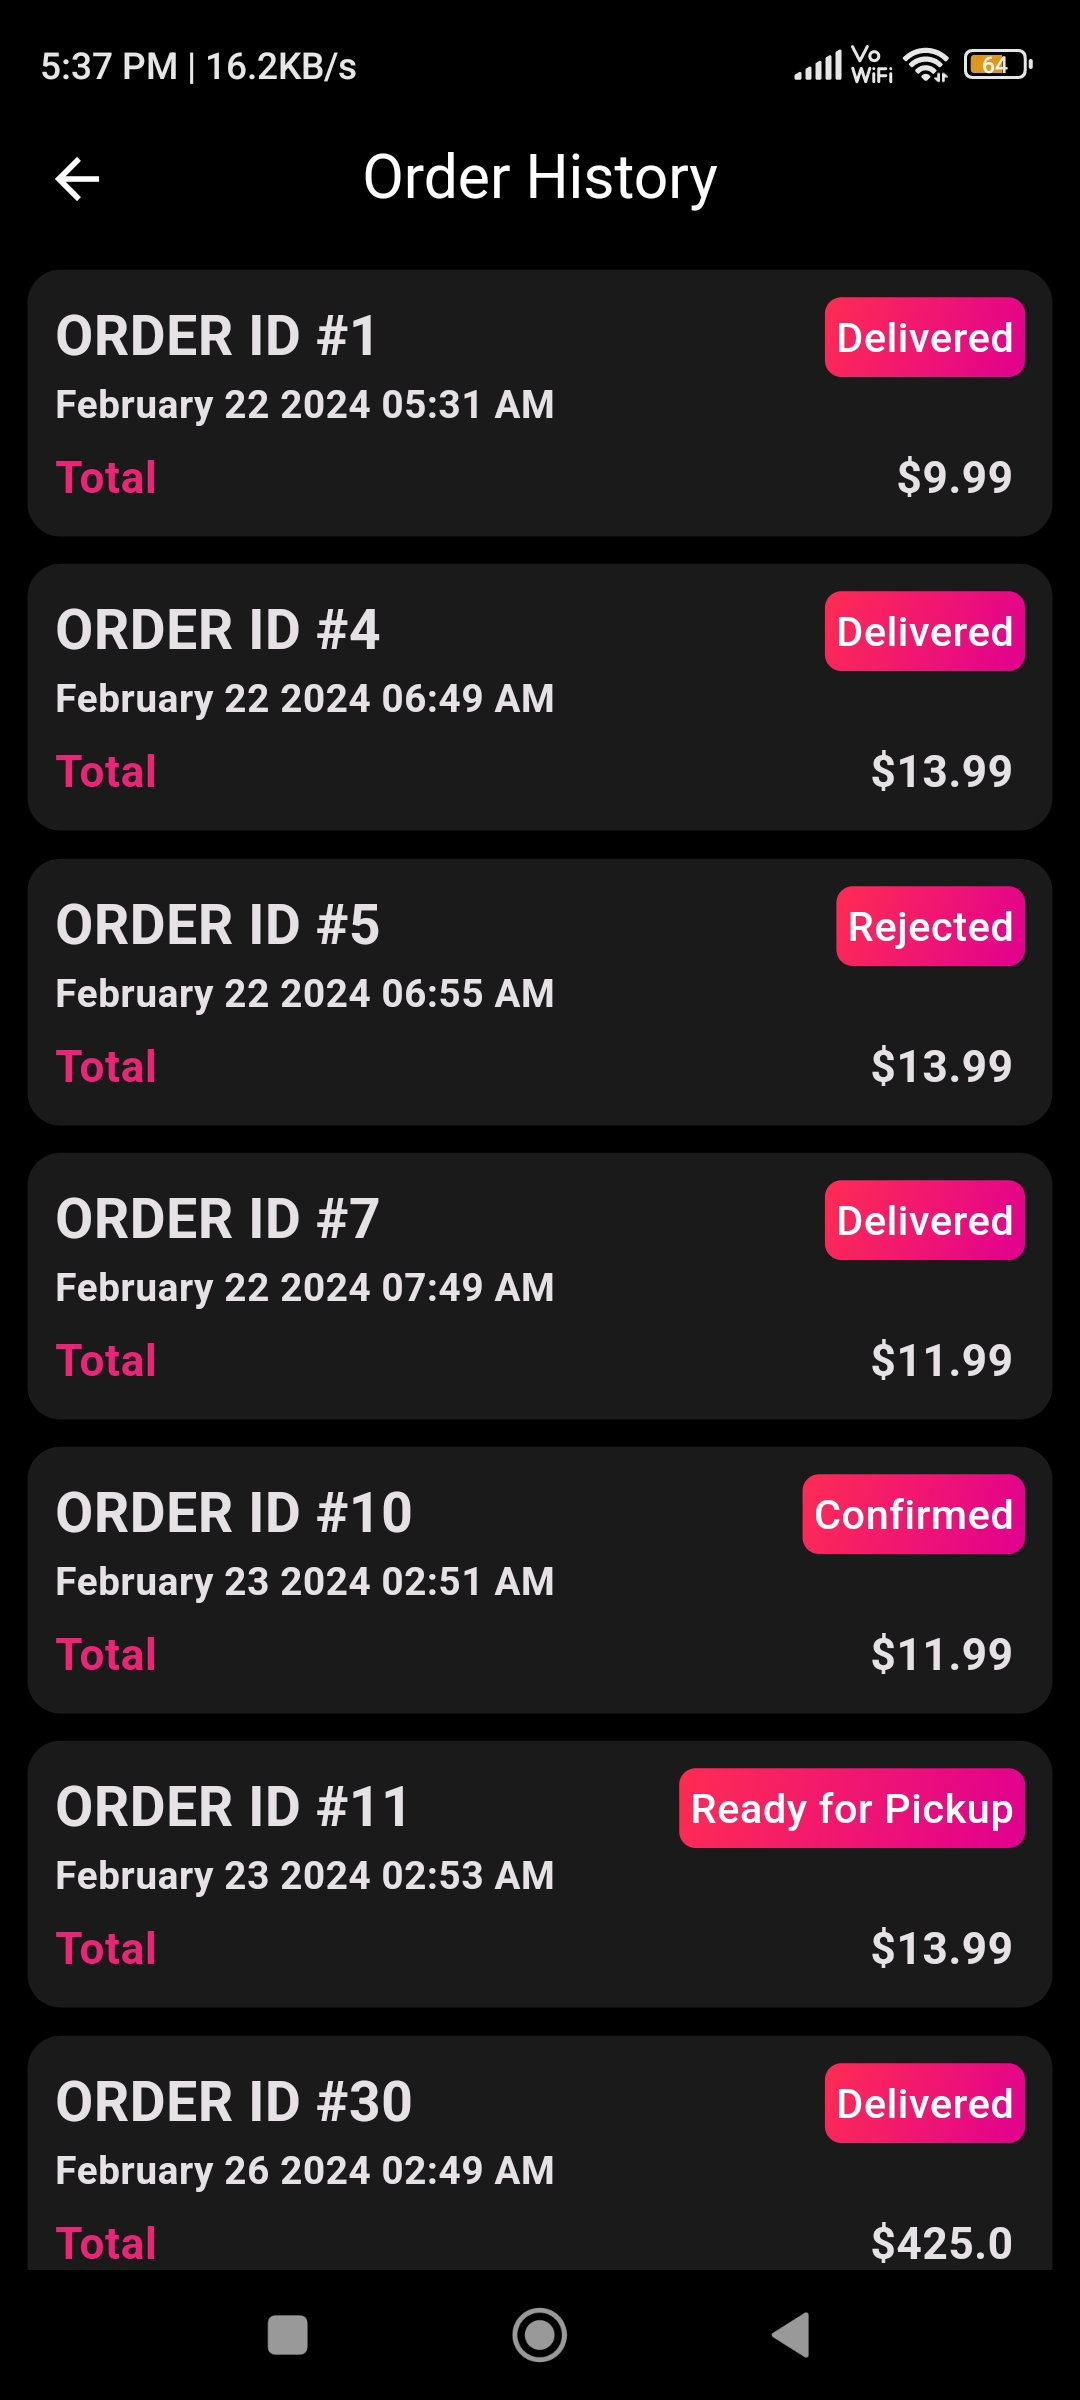 5:37 PM | 16.2KB/s
Vo
WiFi
64
Order History
ORDER ID #1
Delivered
February 22 2024 05:31 AM
Total
$9.99
ORDER ID #4
Delivered
February 22 2024 06:49 AM
Total
$13.99
ORDER ID #5
Rejected
February 22 2024 06:55 AM
Total
$13.99
ORDER ID #7
Delivered
February 22 2024 07:49 AM
Total
$11.99
ORDER ID #10
Confirmed
February 23 2024 02:51 AM
Total
$11.99
ORDER ID #11
Ready for Pickup
February 23 2024 02:53 AM
Total
$13.99
ORDER ID #30
Delivered
February 26 2024 02:49 AM
Total
$425.0